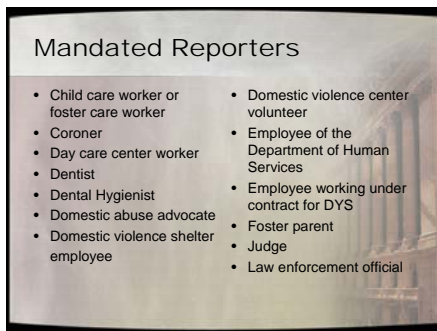 Mandated Reporters
• Child care worker or
foster care worker
• Coroner
• Day care center worker
• Dentist
• Dental Hygienist
• Domestic abuse advocate
• Domestic violence shelter
employee
• Domestic violence center
volunteer
• Employee of the
Department of Human
Services
• Employee working under
contract for DYS
• Foster parent
• Judge
• Law enforcement official